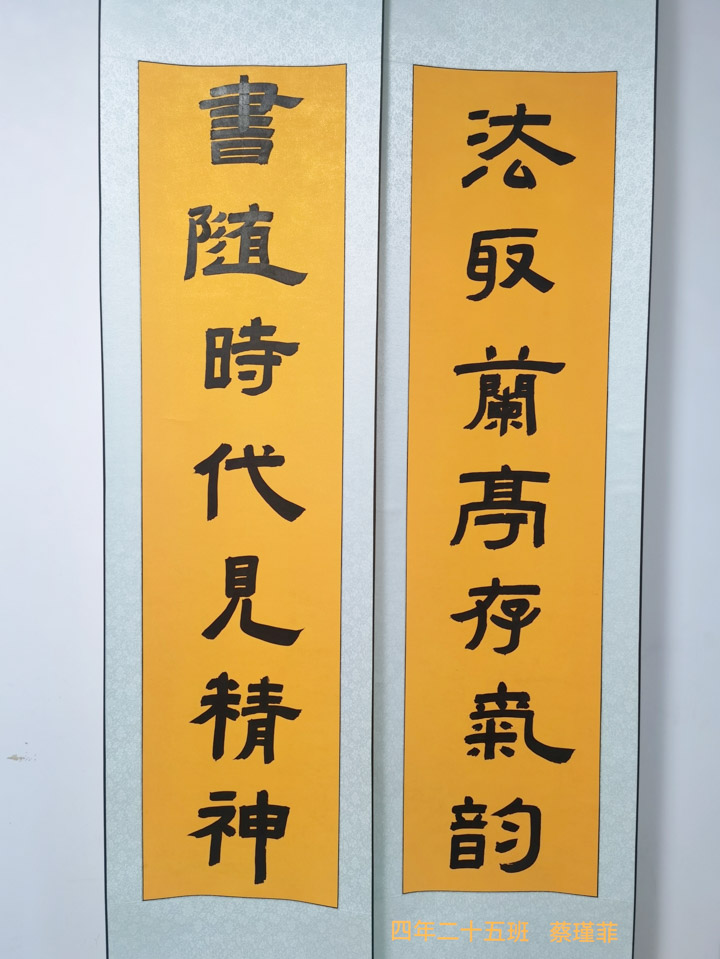 法取蘭亭存氣韵
書隨時代見精神
四年二十五班 蔡瑾菲